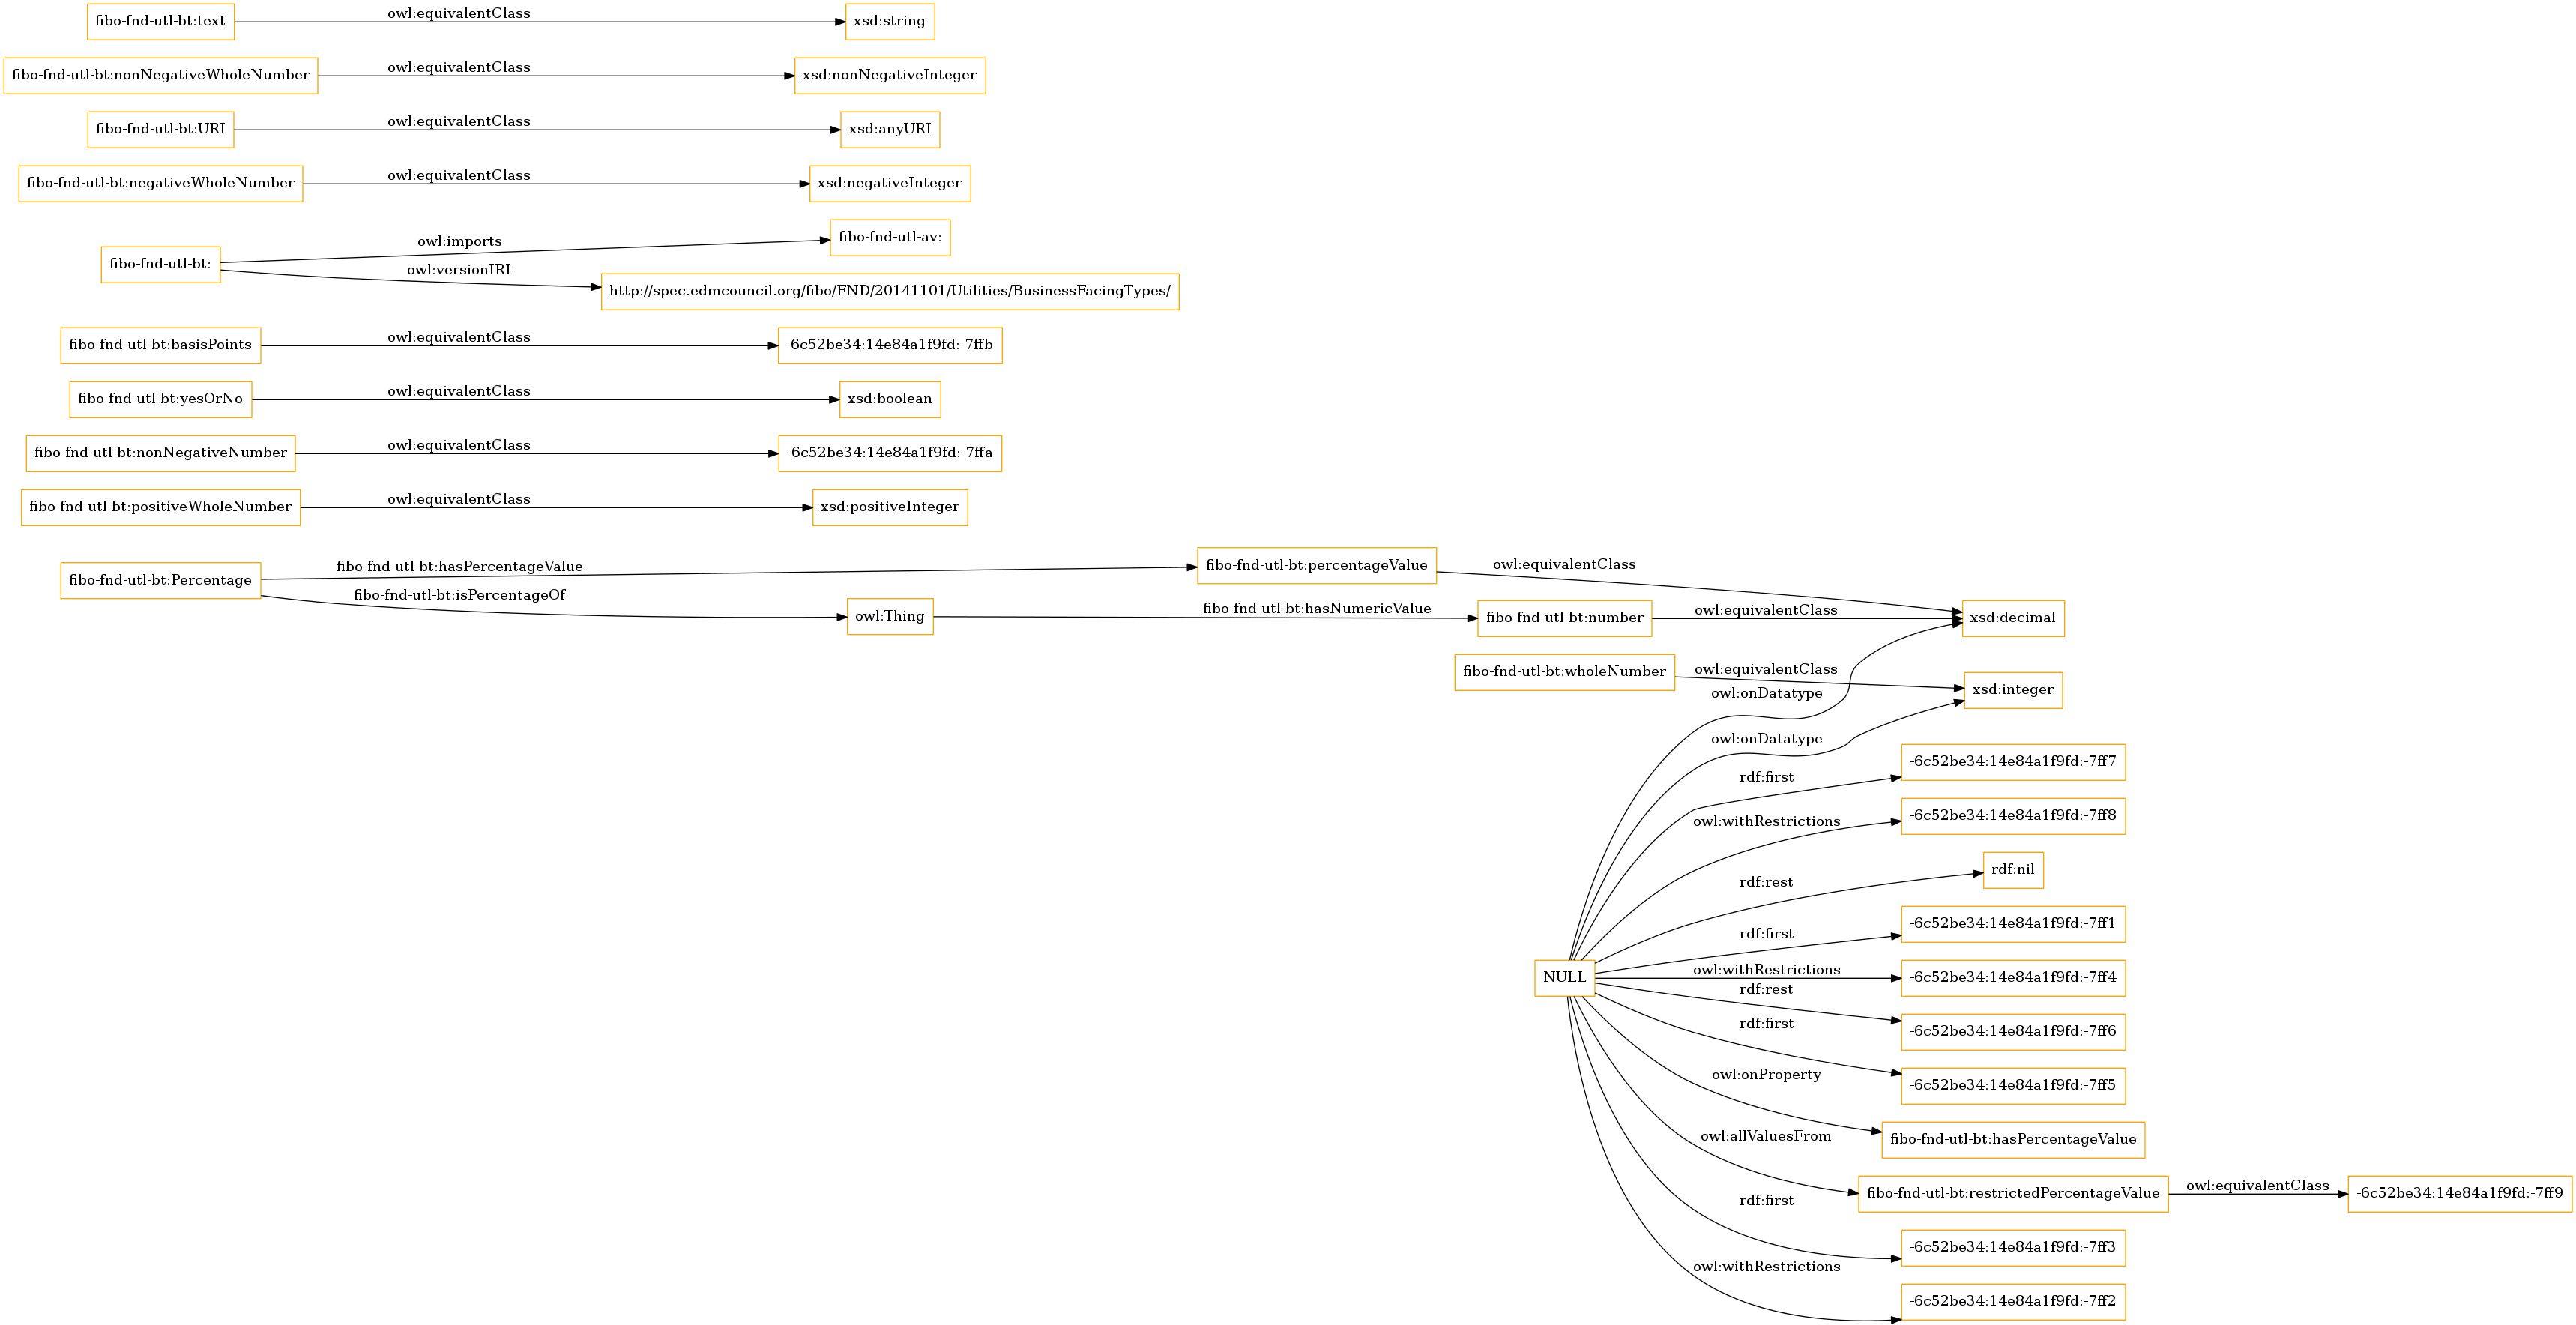 fibo-fnd-utl-bt:text owl:equivalentClass xsd:string
fibo-fnd-utl-bt:nonNegativeWholeNumber owl:equivalentClass xsd:nonNegativeInteger
fibo-fnd-utl-bt:URI owl:equivalentClass xsd:anyURI
fibo-fnd-utl-bt:negativeWholeNumber owl:equivalentClass xsd:negativeInteger
fibo-fnd-utl-bt:
owl:imports fibo-fnd-utl-av:
owl:versionIRI http://spec.edmcouncil.org/fibo/FND/20141101/Utilities/BusinessFacingTypes/
fibo-fnd-utl-bt:basisPoints owl:equivalentClass -6c52be34:14e84a1f9fd:-7ffb
fibo-fnd-utl-bt:yesOrNo owl:equivalentClass xsd:boolean
fibo-fnd-utl-bt:nonNegativeNumber owl:equivalentClass -6c52be34:14e84a1f9fd:-7ffa
fibo-fnd-utl-bt:positiveWholeNumber owl:equivalentClass xsd:positiveInteger
fibo-fnd-utl-bt:Percentage
fibo-fnd-utl-bt:hasPercentageValue fibo-fnd-utl-bt:percentageValue owl:equivalentClass
fibo-fnd-utl-bt:isPercentageOf owl:Thing fibo-fnd-utl-bt:hasNumericValue fibo-fnd-utl-bt:number owl:equivalentClass xsd:decimal
fibo-fnd-utl-bt:wholeNumber owl:equivalentClass xsd:integer
NULL
owl:onDatatype
owl:onDatatype
rdf:first -6c52be34:14e84a1f9fd:-7ff7
owl:withRestrictions -6c52be34:14e84a1f9fd:-7ff8
rdf:rest rdf:nil
rdf:first -6c52be34:14e84a1f9fd:-7ff1
owl:withRestrictions -6c52be34:14e84a1f9fd:-7ff4
rdf:rest -6c52be34:14e84a1f9fd:-7ff6
rdf:first -6c52be34:14e84a1f9fd:-7ff5
owl:onProperty fibo-fnd-utl-bt:hasPercentageValue
owl:allValuesFrom fibo-fnd-utl-bt:restrictedPercentageValue owl:equivalentClass -6c52be34:14e84a1f9fd:-7ff9
rdf:first -6c52be34:14e84a1f9fd:-7ff3
owl:withRestrictions -6c52be34:14e84a1f9fd:-7ff2